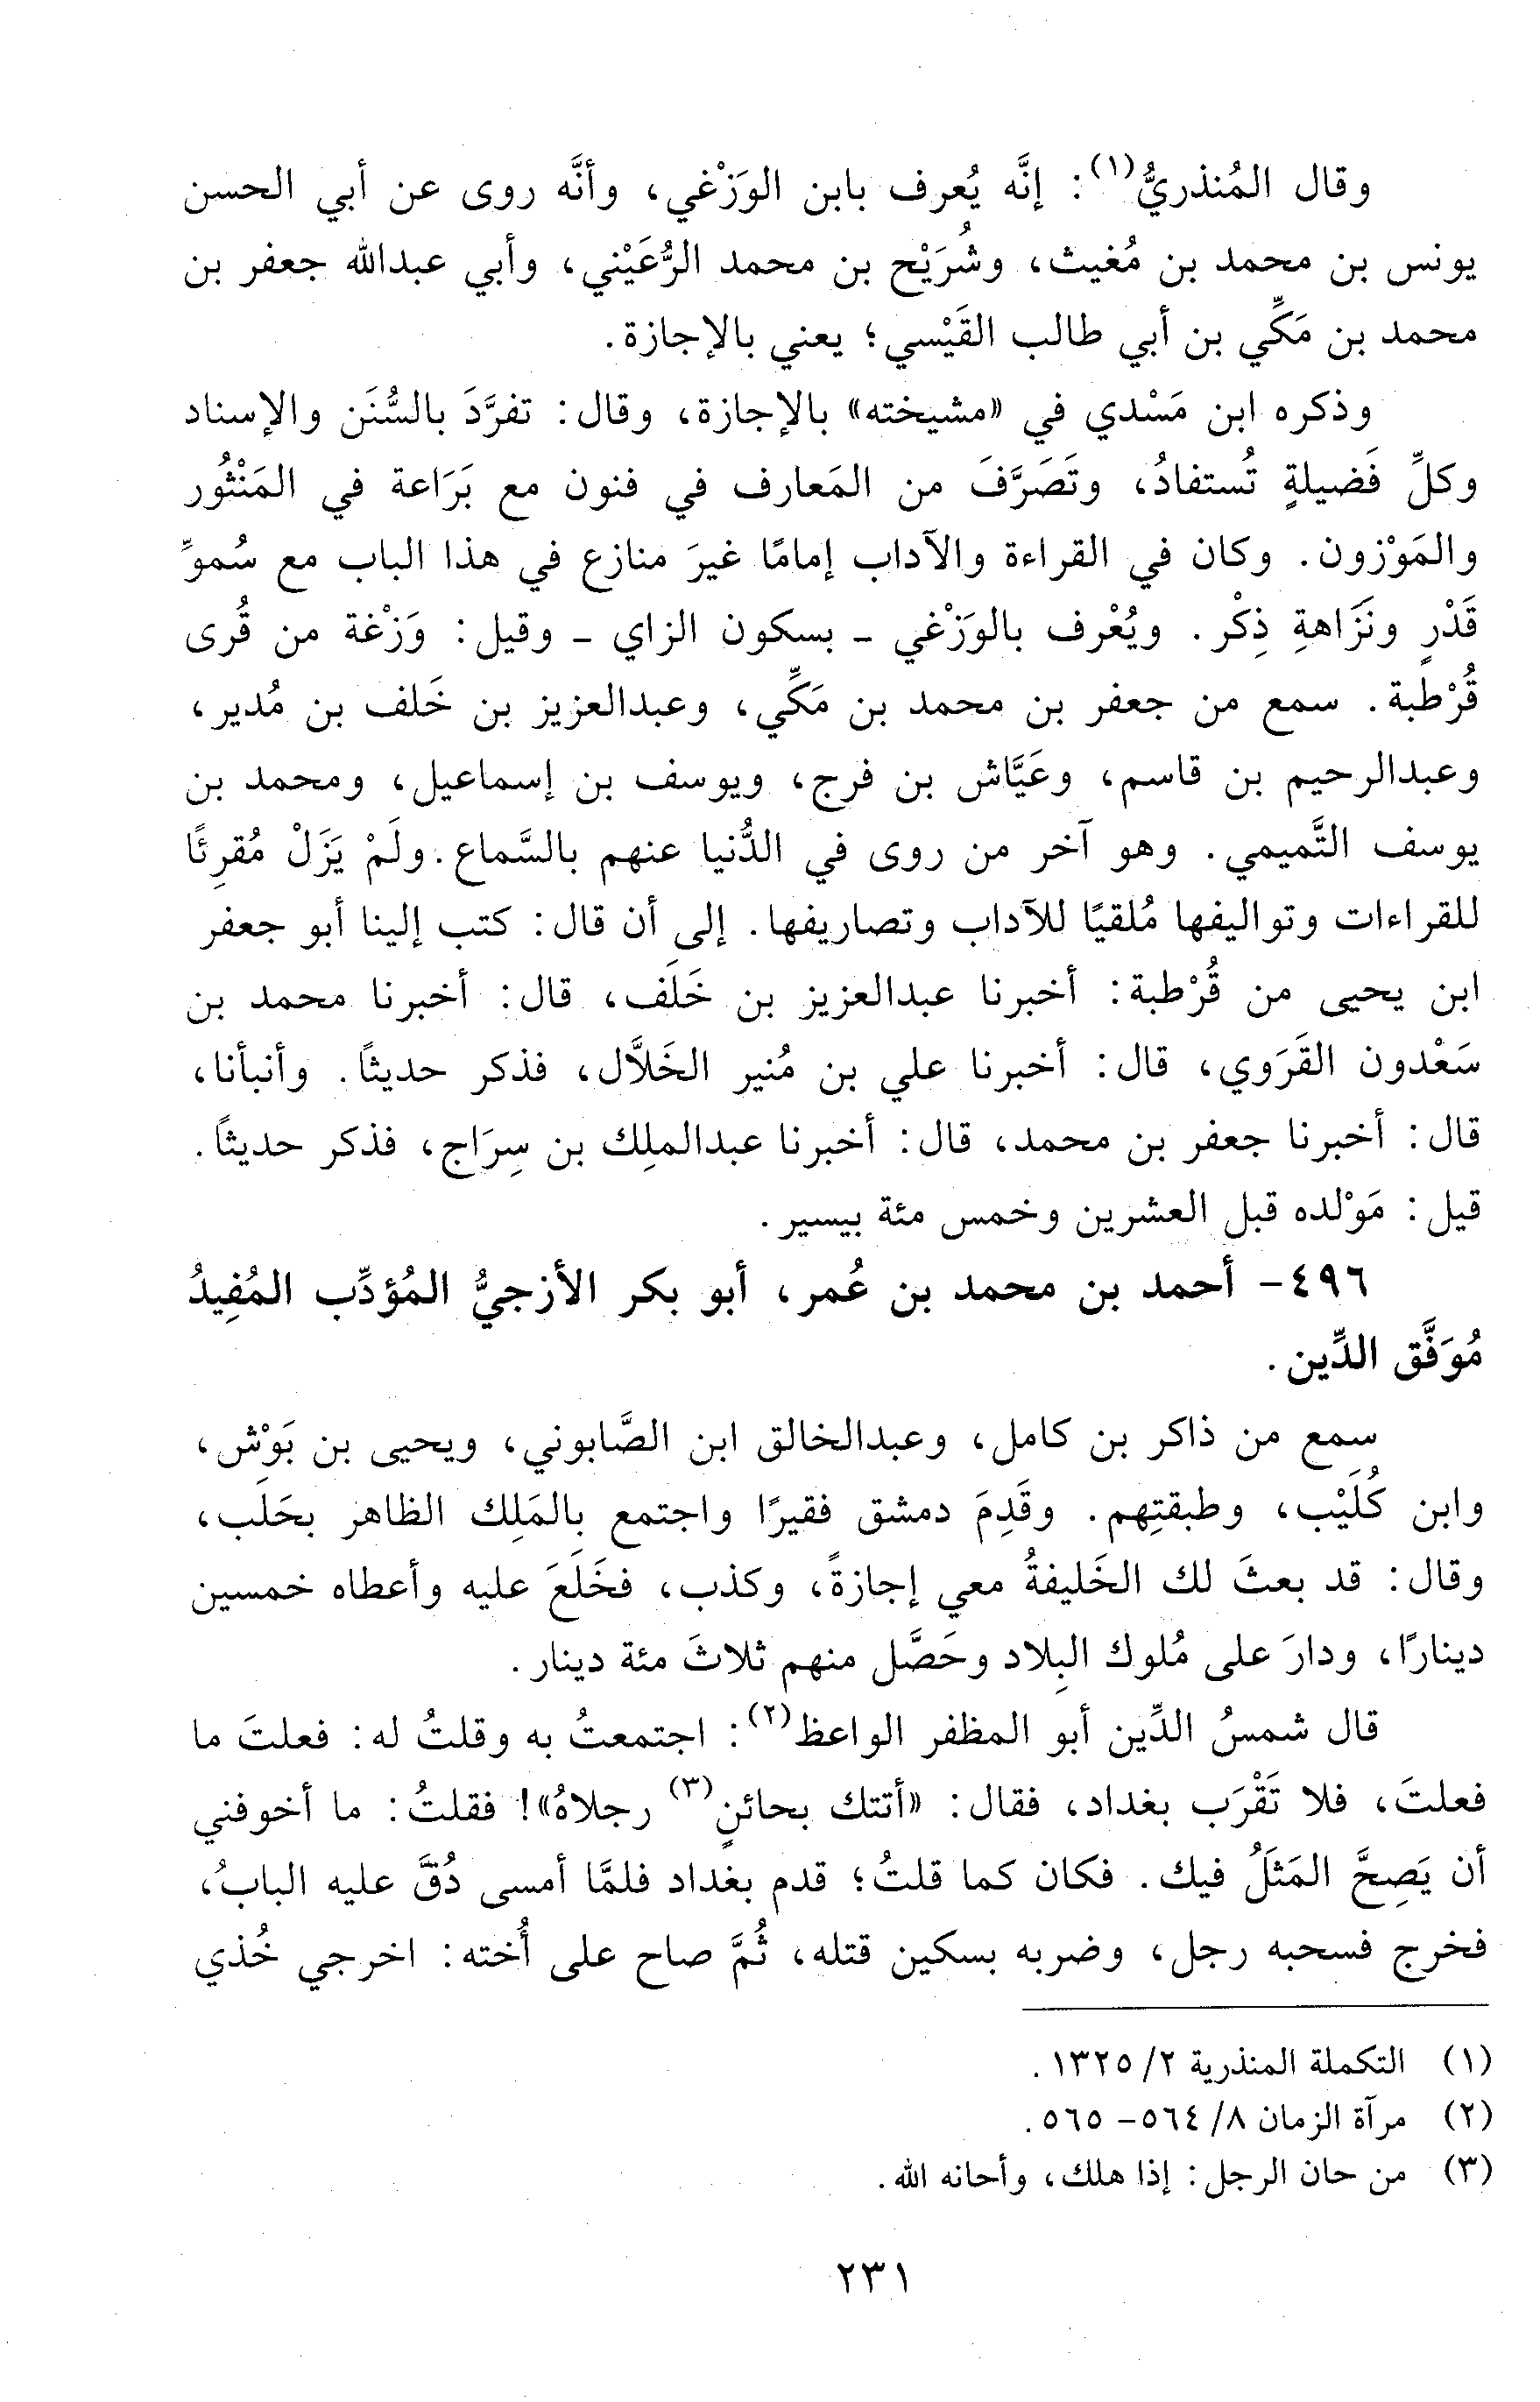 وقال المُنذريُّ(١): إنَّه يُعرف بابن الوَزْغي، وأنَّه روى عن أبي الحسن
يونس بن محمد بن مُغيث، وشُرَيْح بن محمد الرُّعَيْني، وأبي عبدالله جعفر بن
محمد بن مَكِّي بن أبي طالب القَيْسي؛ يعني بالإجازة.
وذكره ابن مَسْدي في «مشيخته» بالإجازة، وقال: تفرَّدَ بالسُّنَن والإسناد
وكلِّ فَضيلةٍ تُستفادُ، وتَصَرَّفَ من المَعارف في فنون مع بَرَاعة في المَنْثُور
والمَوْزون. وكان في القراءة والآداب إمامًا غيرَ منازع في هذا الباب مع سُموِّ
قَدْرٍ ونَزَاهةِ ذِكْر. ويُعْرف بالوَزْغي ـ بسكون الزاي ـ وقيل: وَزْغة من قُرى
قُرْطبة. سمع من جعفر بن محمد بن مَكِّي، وعبدالعزيز بن خَلف بن مُدير،
وعبدالرحيم بن قاسم، وعَيَّاش بن فرج، ويوسف بن إسماعيل، ومحمد بن
يوسف التَّميمي. وهو آخر من روى في الدُّنيا عنهم بالسَّماع. ولَمْ يَزَلْ مُقرِئًا
للقراءات وتواليفها مُلقيًا للآداب وتصاريفها. إلى أن قال: كتب إلينا أبو جعفر
ابن يحيى من قُرْطبة: أخبرنا عبدالعزيز بن خَلَف، قال: أخبرنا محمد بن
سَعْدون القَرَوي، قال: أخبرنا علي بن مُنير الخَلاَّل، فذكر حديثًا. وأنبأنا،
قال: أخبرنا جعفر بن محمد، قال: أخبرنا عبدالملِك بن سِرَاج، فذكر حديثًا.
قيل: مَوْلده قبل العشرين وخمس مئة بيسير.
٤٩٦- أحمد بن محمد بن عُمر، أبو بكر الأزجيُّ المُؤدِّب المُفِيدُ
مُوَفَّق الدِّين.
سمع من ذاكر بن كامل، وعبدالخالق ابن الصَّابوني، ويحيى بن بَوْش،
وابن كُلَيْب، وطبقتِهم. وقَدِمَ دمشق فقيرًا واجتمع بالمَلِك الظاهر بحَلَب،
وقال: قد بعثَ لك الخَليفةُ معي إجازةً، وكذب، فخَلَعَ عليه وأعطاه خمسين
دينارًا، ودارَ على مُلوك البِلاد وحَصَّل منهم ثلاثَ مئة دينار.
قال شمسُ الدِّين أبو المظفر الواعظ(٢): اجتمعتُ به وقلتُ له: فعلتَ ما
فعلتَ، فلا تَقْرَب بغداد، فقال: «أتتك بحائنٍ(٣) رجلاهُ»! فقلتُ: ما أخوفني
أن يَصِحَّ المَثَلُ فيك. فكان كما قلتُ؛ قدم بغداد فلمَّا أمسى دُقَّ عليه البابُ،
فخرج فسحبه رجل، وضربه بسكين قتله، ثُمَّ صاح على أُخته: اخرجي خُذي
(١) التكملة المنذرية ٢/ ١٣٢٥.
(٢) مرآة الزمان ٨/ ٥٦٤- ٥٦٥.
(٣) من حان الرجل: إذا هلك، وأحانه الله.
٢٣١